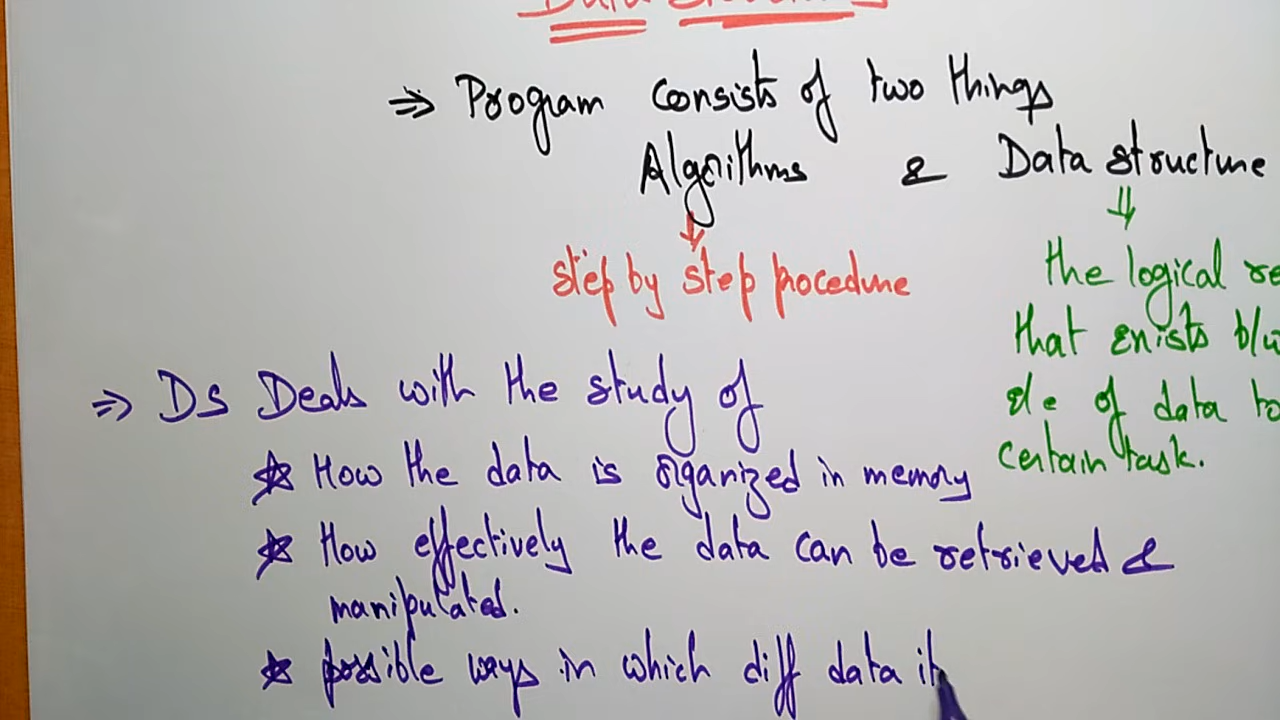 Data Structures
⇒ Program consists of two things
Algorithms & Data structure
↓ ⇓
step by step procedure
the logical
that exists b/w
of data to
certain task.
⇒ DS Deals with the study of
☆ How the data is organized in memory
☆ How effectively the data can be retrieved &
manipulated.
☆ possible ways in which diff data it